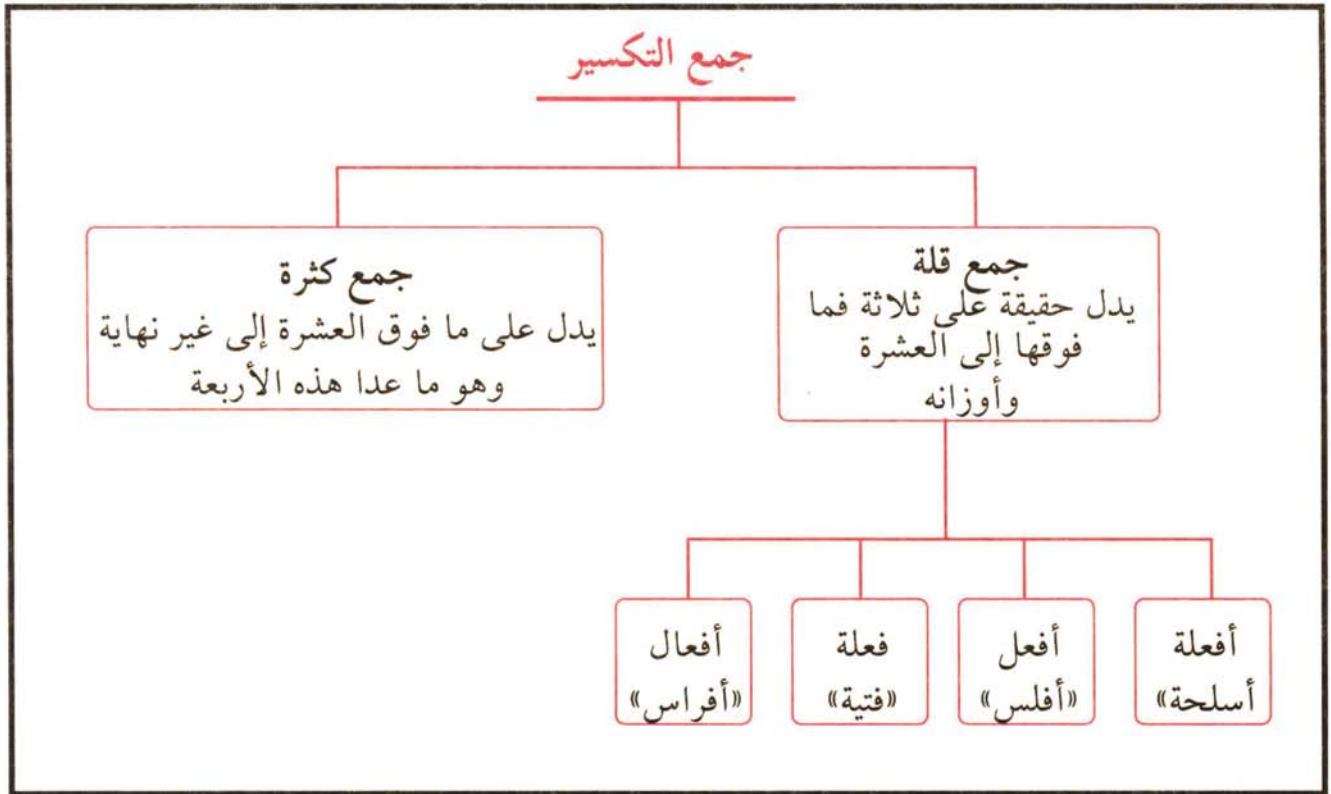 جمع التكسير
جمع قلة
يدل حقيقة على ثلاثة فما
فوقها إلى العشرة
وأوزانه
جمع كثرة
يدل على ما فوق العشرة إلى غير نهاية
وهو ما عدا هذه الأربعة
أفعلة
أسلحة»
أفعل
«أفلس»
فعلة
«فتية»
أفعال
«أفراس»